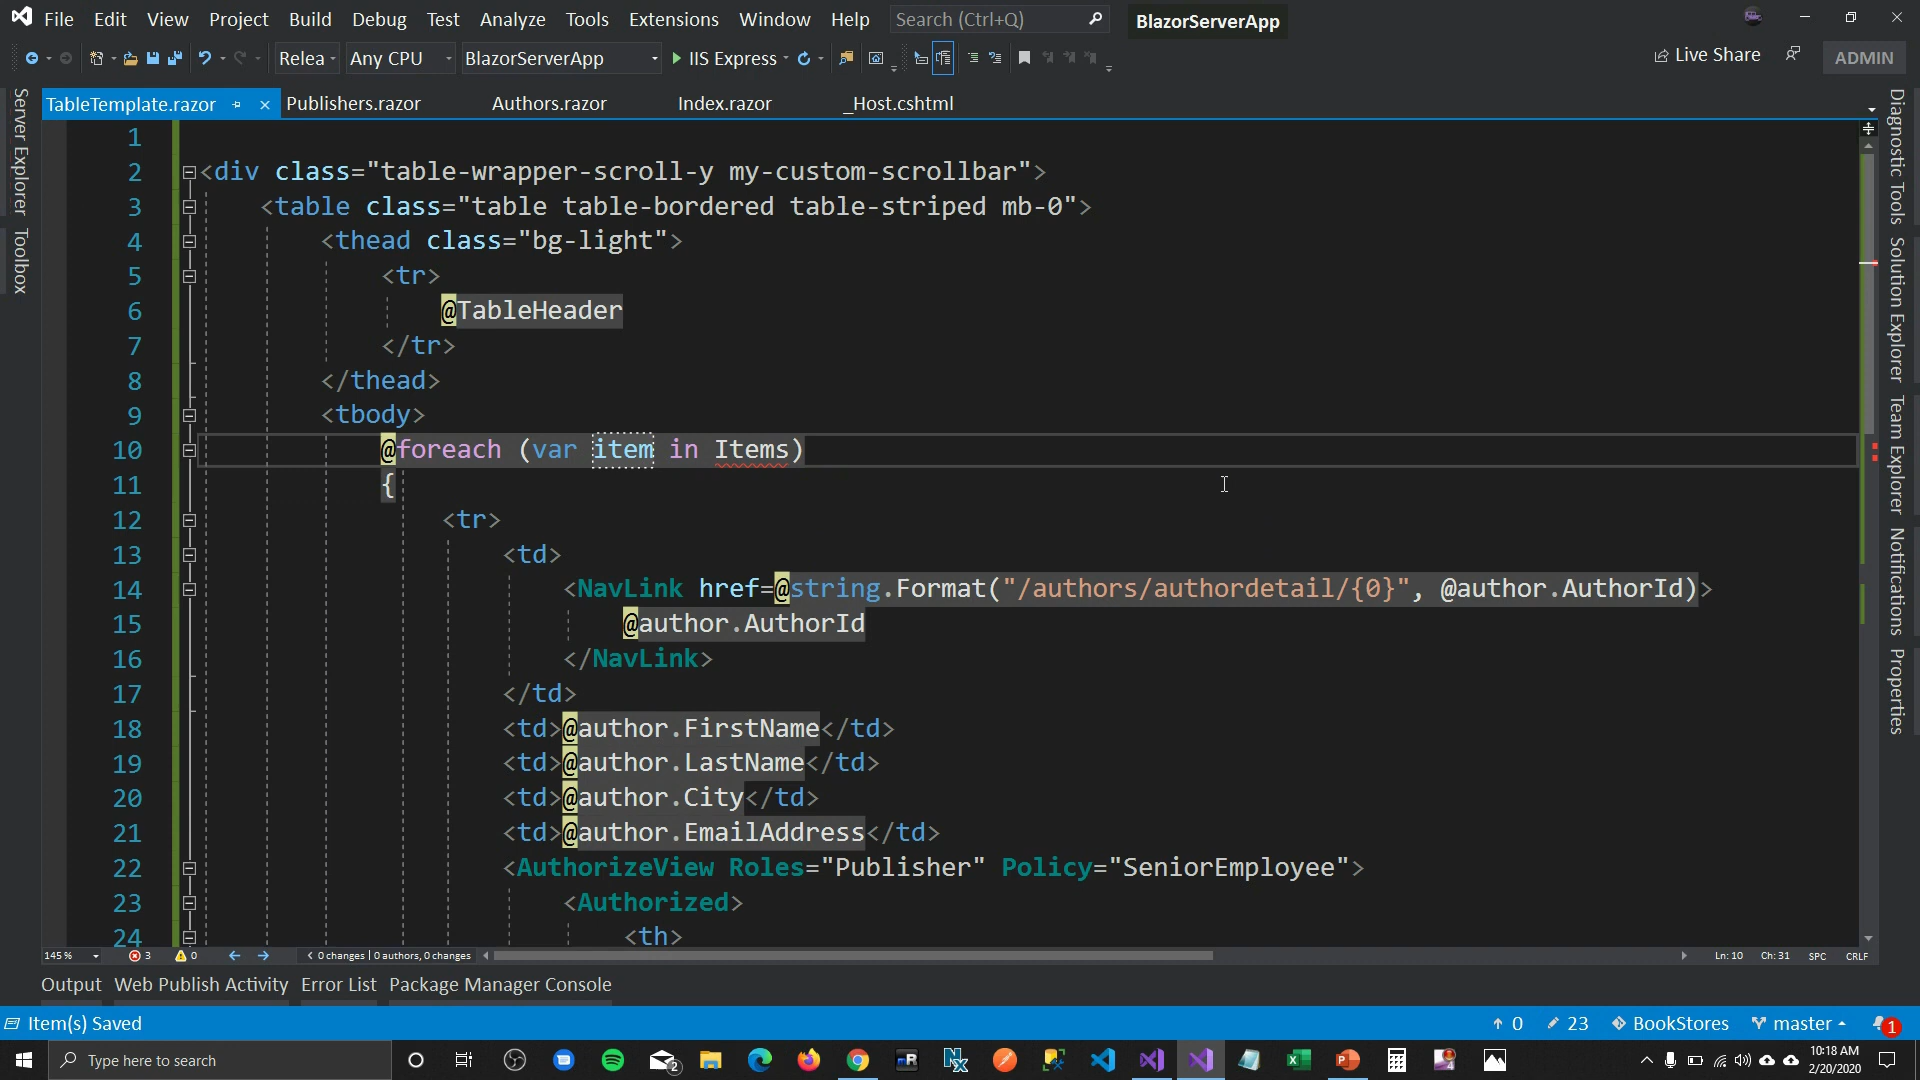 File Edit View Project Build Debug Test Analyze Tools Extensions Window Help Search (Ctrl+Q) BlazorServerApp
Relea Any CPU BlazorServerApp IIS Express Live Share ADMIN
TableTemplate.razor Publishers.razor Authors.razor Index.razor _Host.cshtml
Server Explorer
Toolbox
1
2 <div class="table-wrapper-scroll-y my-custom-scrollbar">
3 <table class="table table-bordered table-striped mb-0">
4 <thead class="bg-light">
5 <tr>
6 @TableHeader
7 </tr>
8 </thead>
9 <tbody>
10 @foreach (var item in Items)
11 {
12 <tr>
13 <td>
14 <NavLink href=@string.Format("/authors/authordetail/{0}", @author.AuthorId)>
15 @author.AuthorId
16 </NavLink>
17 </td>
18 <td>@author.FirstName</td>
19 <td>@author.LastName</td>
20 <td>@author.City</td>
21 <td>@author.EmailAddress</td>
22 <AuthorizeView Roles="Publisher" Policy="SeniorEmployee">
23 <Authorized>
24 <th>
Diagnostic Tools
Solution Explorer
Team Explorer
Notifications
Properties
145 % 3 0 0 changes | 0 authors, 0 changes Ln: 10 Ch: 31 SPC CRLF
Output Web Publish Activity Error List Package Manager Console
Item(s) Saved 0 23 BookStores master 1
Type here to search 2 10:18 AM
2/20/2020